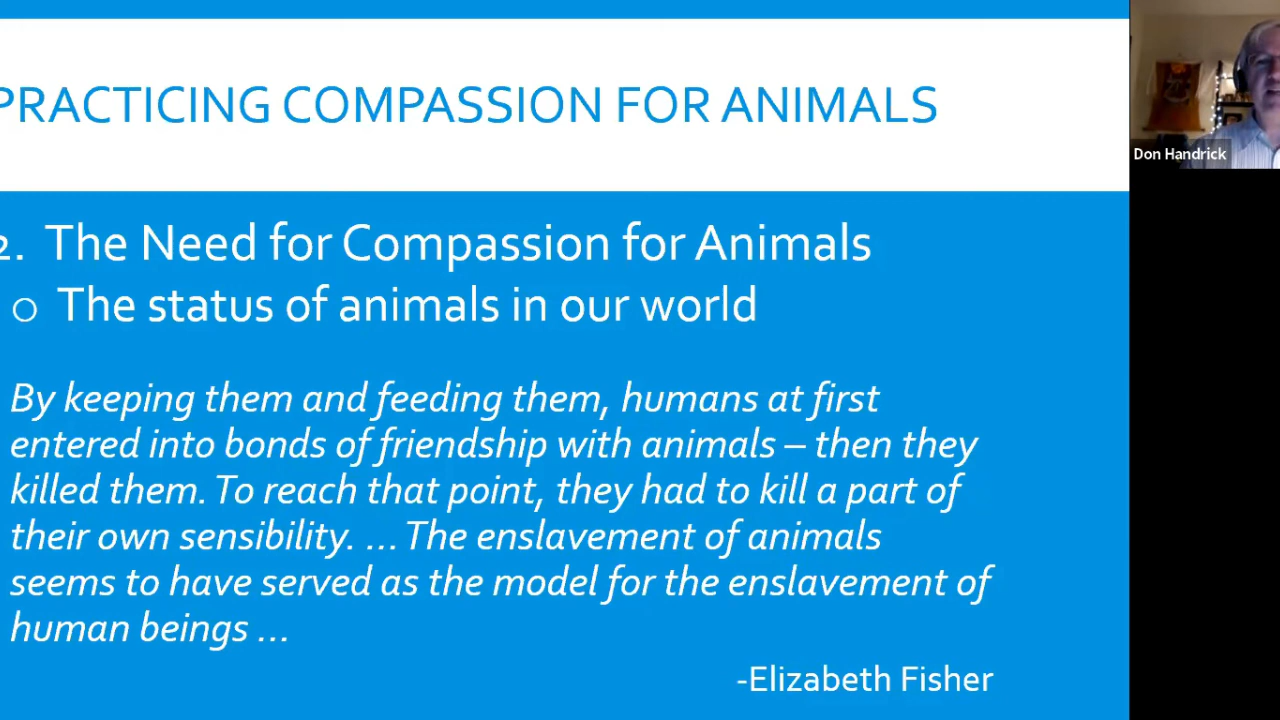 PRACTICING COMPASSION FOR ANIMALS
Don Handrick
2. The Need for Compassion for Animals
o The status of animals in our world
By keeping them and feeding them, humans at first
entered into bonds of friendship with animals – then they
killed them. To reach that point, they had to kill a part of
their own sensibility. ... The enslavement of animals
seems to have served as the model for the enslavement of
human beings ...
-Elizabeth Fisher